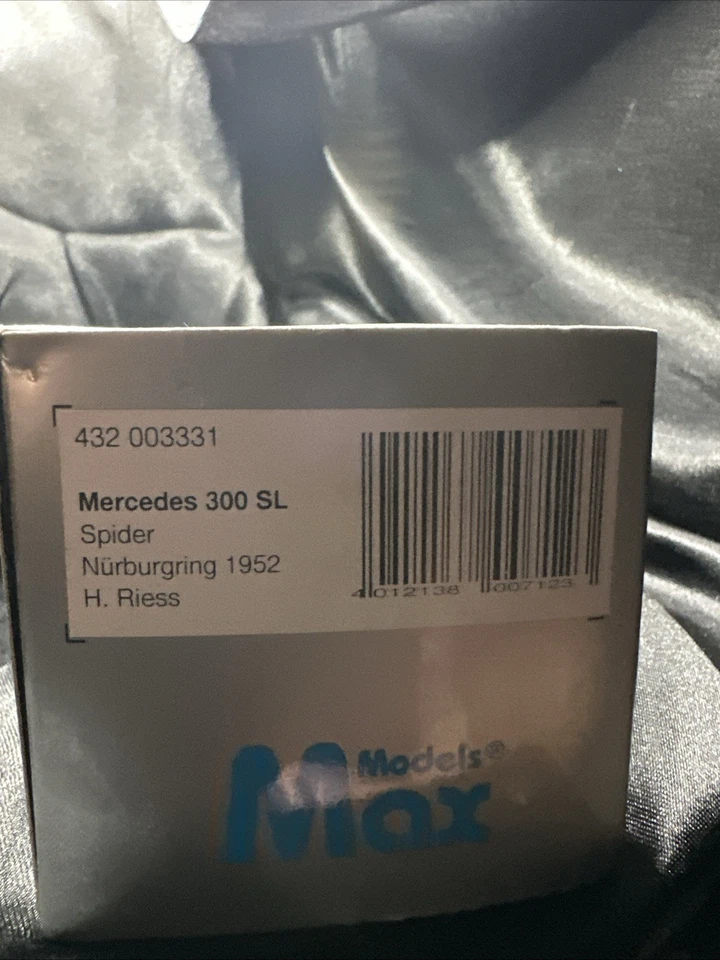 432 003331
Mercedes 300 SL
Spider
Nürburgring 1952
H. Riess
4 012138 007123
Models®
Max